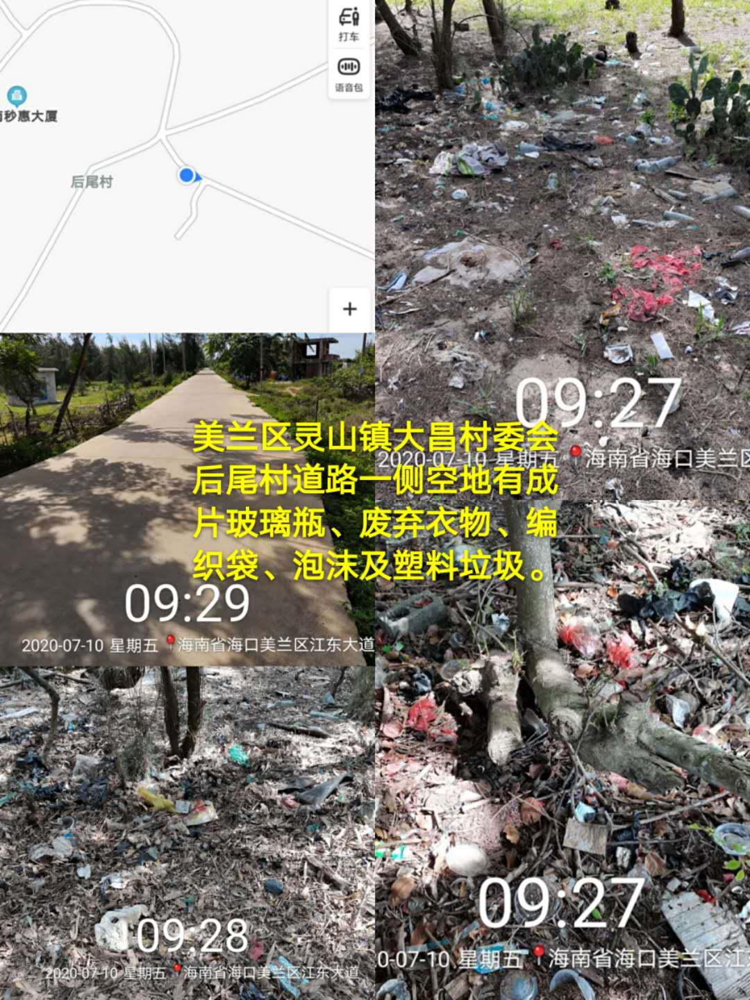 打车
语音包
秒惠大厦
后尾村
+
09:27
2020-07-10 星期五 海南省海口美兰区
美兰区灵山镇大昌村委会
后尾村道路一侧空地有成
片玻璃瓶、废弃衣物、编
织袋、泡沫及塑料垃圾。
09:29
2020-07-10 星期五 海南省海口美兰区江东大道
09:28
2020-07-10 星期五 海南省海口美兰区江东大道
09:27
0-07-10 星期五 海南省海口美兰区江